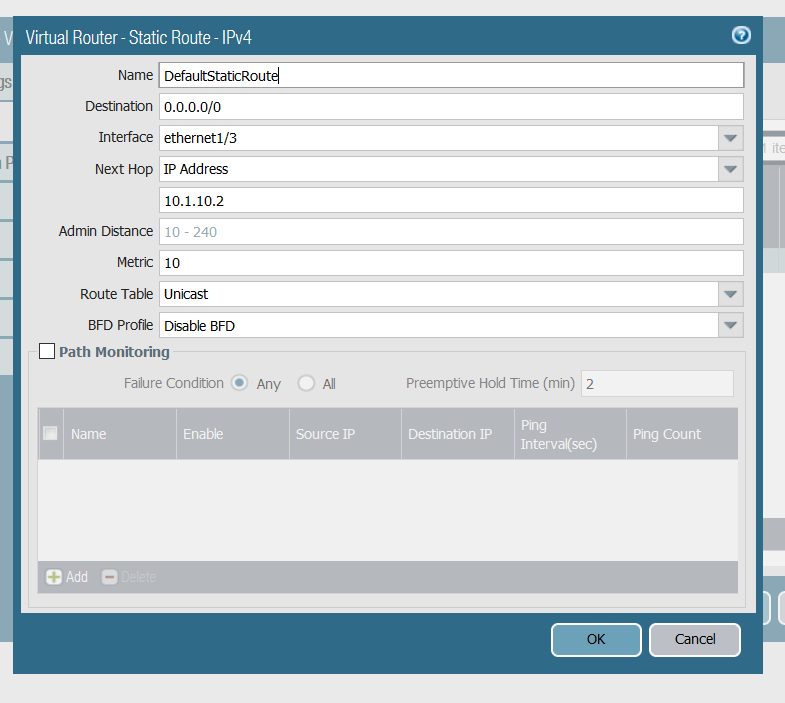 Virtual Router - Static Route - IPv4
Name DefaultStaticRoute
Destination 0.0.0.0/0
Interface ethernet1/3
Next Hop IP Address
10.1.10.2
Admin Distance 10 - 240
Metric 10
Route Table Unicast
BFD Profile Disable BFD
Path Monitoring
Failure Condition Any All Preemptive Hold Time (min) 2
Name Enable Source IP Destination IP Ping Interval(sec) Ping Count
Add Delete
OK Cancel